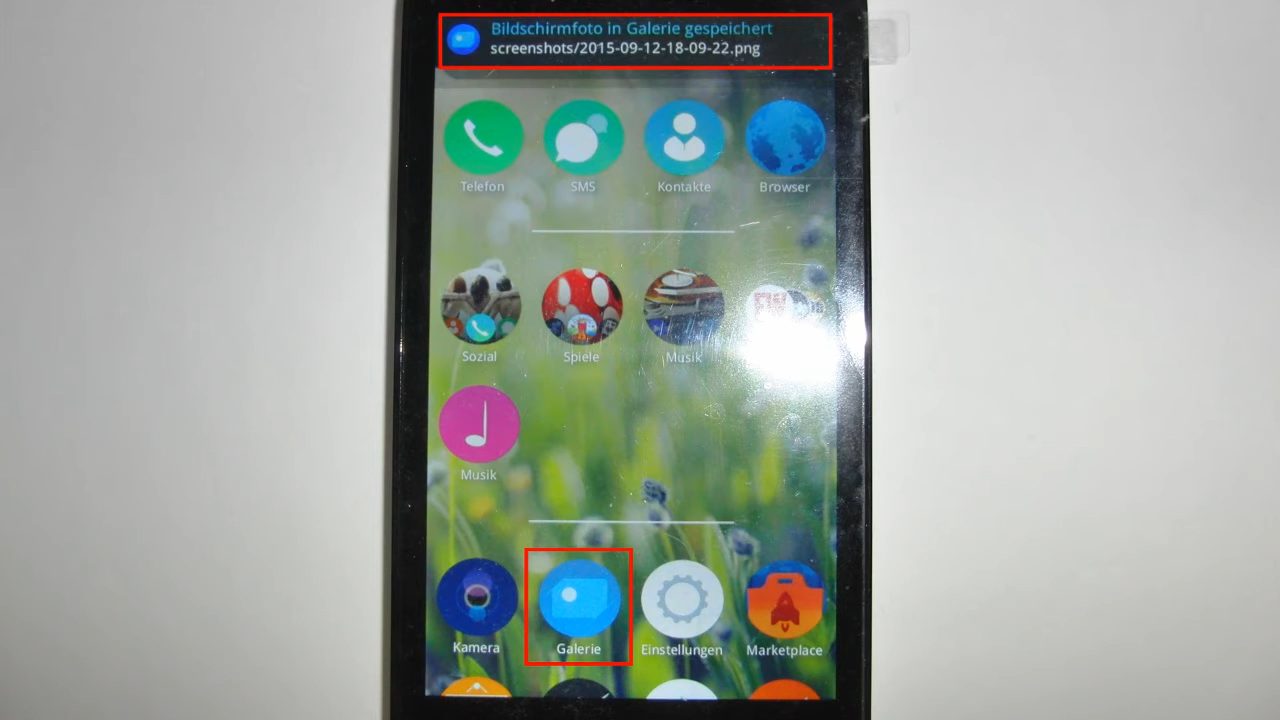 Bildschirmfoto in Galerie gespeichert
screenshots/2015-09-12-18-09-22.png
Telefon SMS Kontakte Browser
Sozial Spiele Musik
Musik
Kamera Galerie Einstellungen Marketplace